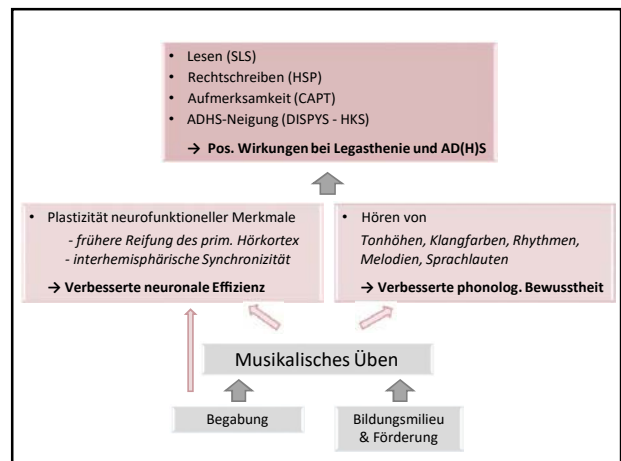 • Lesen (SLS)
• Rechtschreiben (HSP)
• Aufmerksamkeit (CAPT)
• ADHS-Neigung (DISPYS - HKS)
→ Pos. Wirkungen bei Legasthenie und AD(H)S
• Plastizität neurofunktioneller Merkmale
- frühere Reifung des prim. Hörkortex
- interhemisphärische Synchronizität
→ Verbesserte neuronale Effizienz
• Hören von
Tonhöhen, Klangfarben, Rhythmen,
Melodien, Sprachlauten
→ Verbesserte phonolog. Bewusstheit
Musikalisches Üben
Begabung
Bildungsmilieu
& Förderung